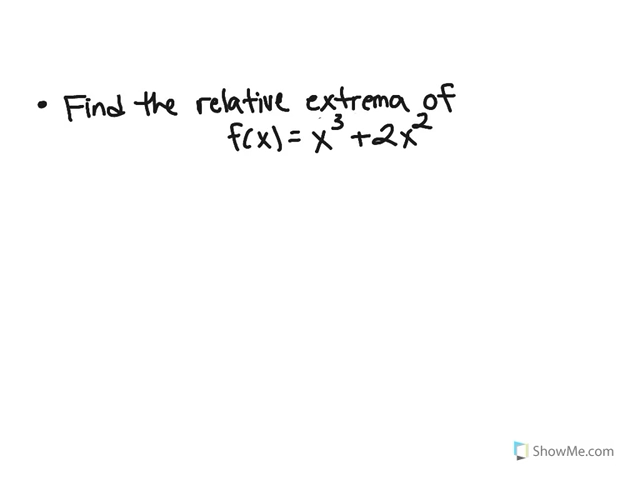 • Find the relative extrema of
f(x) = x³ + 2x²
ShowMe.com